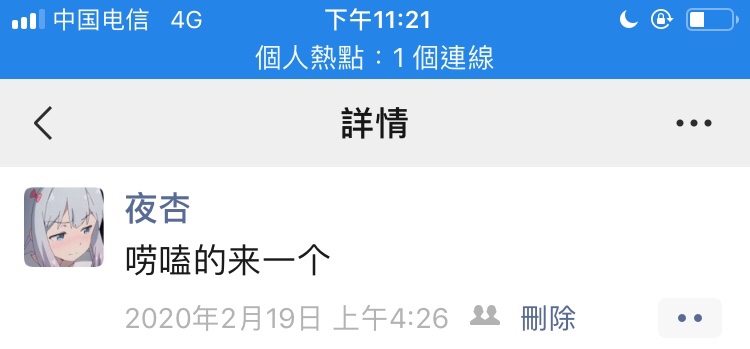 中国电信 4G 下午11:21
個人熱點：1 個連線
詳情
夜杏
唠嗑的来一个
2020年2月19日 上午4:26 刪除